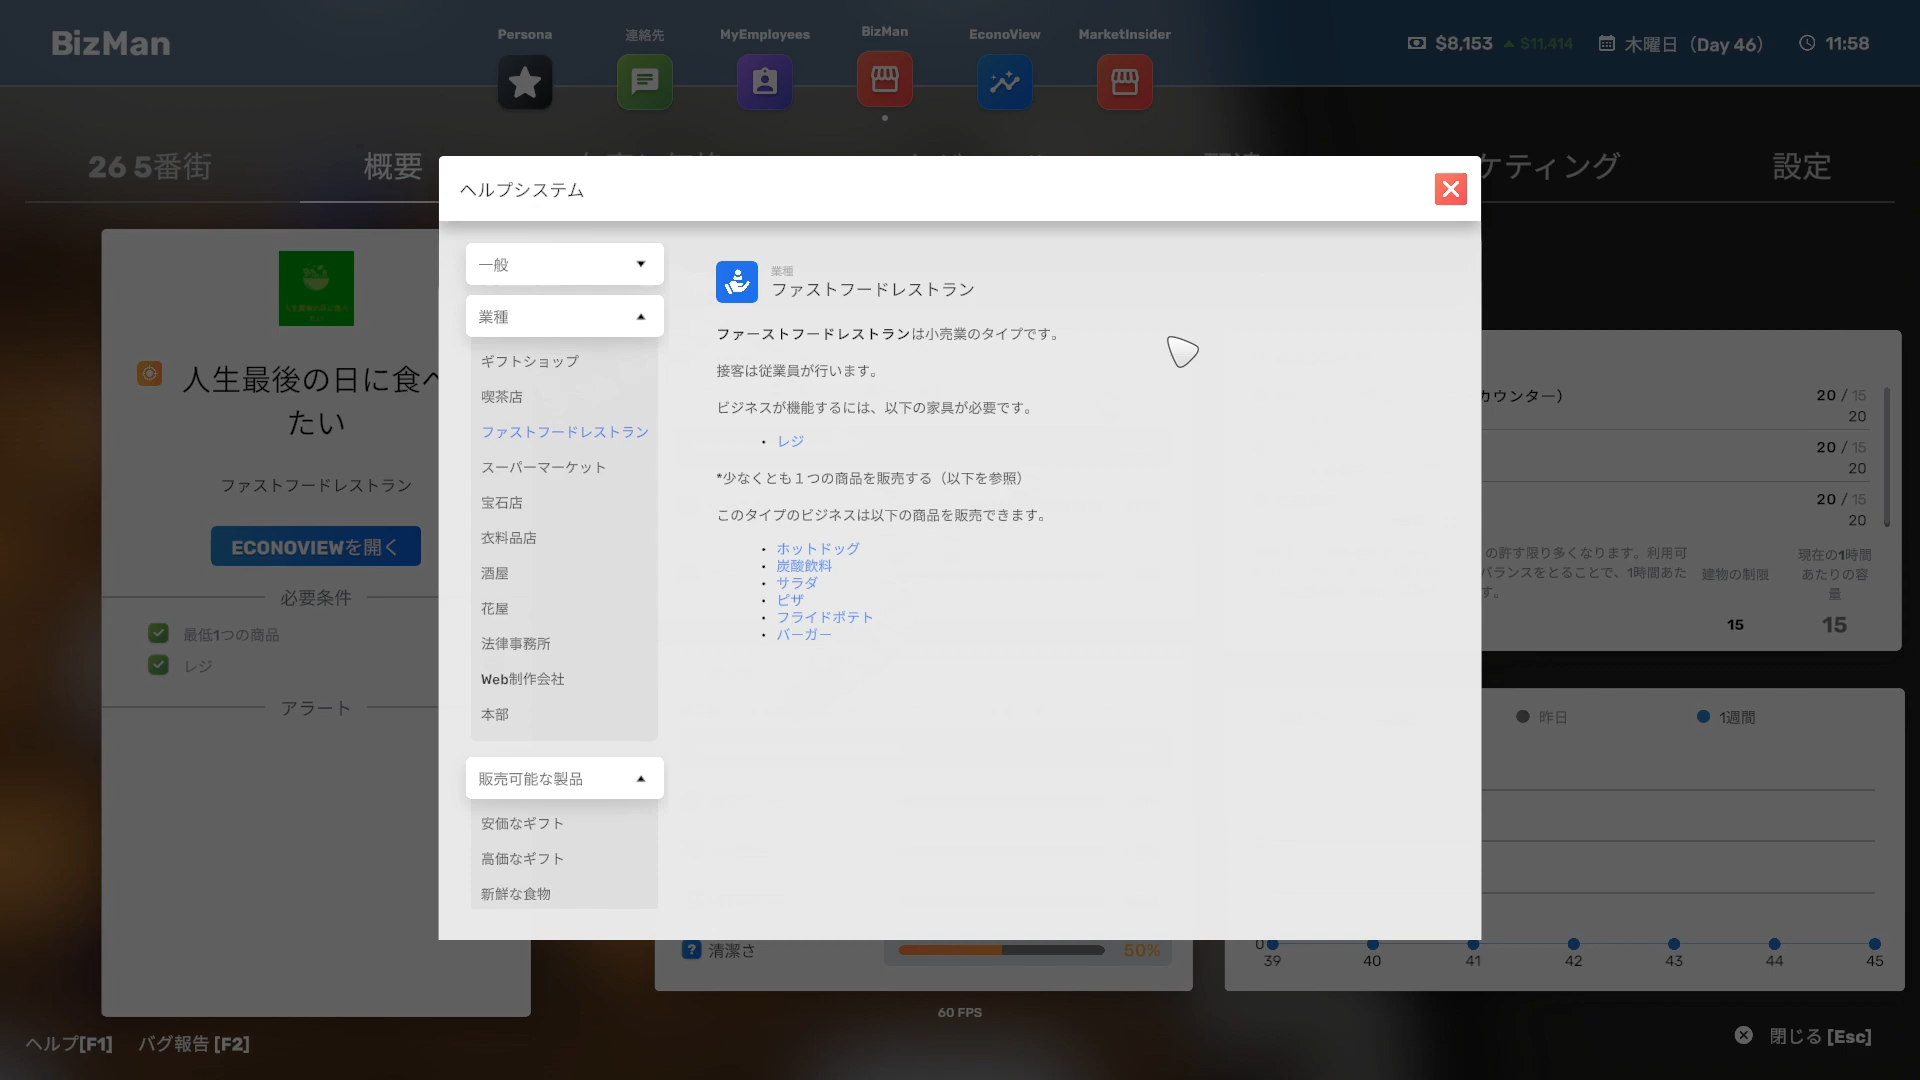 BizMan
Persona
連絡先
MyEmployees
BizMan
EconoView
MarketInsider
$8,153
$11,414
木曜日（Day 46）
11:58
26 5番街
概要
ケティング
設定
ヘルプシステム
一般
業種
ギフトショップ
喫茶店
ファストフードレストラン
スーパーマーケット
宝石店
衣料品店
酒屋
花屋
法律事務所
Web制作会社
本部
販売可能な製品
安価なギフト
高価なギフト
新鮮な食物
業種
ファストフードレストラン
ファーストフードレストランは小売業のタイプです。
接客は従業員が行います。
ビジネスが機能するには、以下の家具が必要です。
• レジ
*少なくとも１つの商品を販売する（以下を参照）
このタイプのビジネスは以下の商品を販売できます。
• ホットドッグ
• 炭酸飲料
• サラダ
• ピザ
• フライドポテト
• バーガー
人生最後の日に食べ
たい
ファストフードレストラン
ECONOVIEWを開く
必要条件
最低1つの商品
レジ
アラート
カウンター）
20 / 15
20
20 / 15
20
20 / 15
20
の許す限り多くなります。利用可
バランスをとることで、1時間あた
す。
建物の制限
15
現在の1時間
あたりの容
量
15
昨日
1週間
0
39 40 41 42 43 44 45
? 清潔さ
50%
60 FPS
ヘルプ[F1]
バグ報告 [F2]
閉じる [Esc]